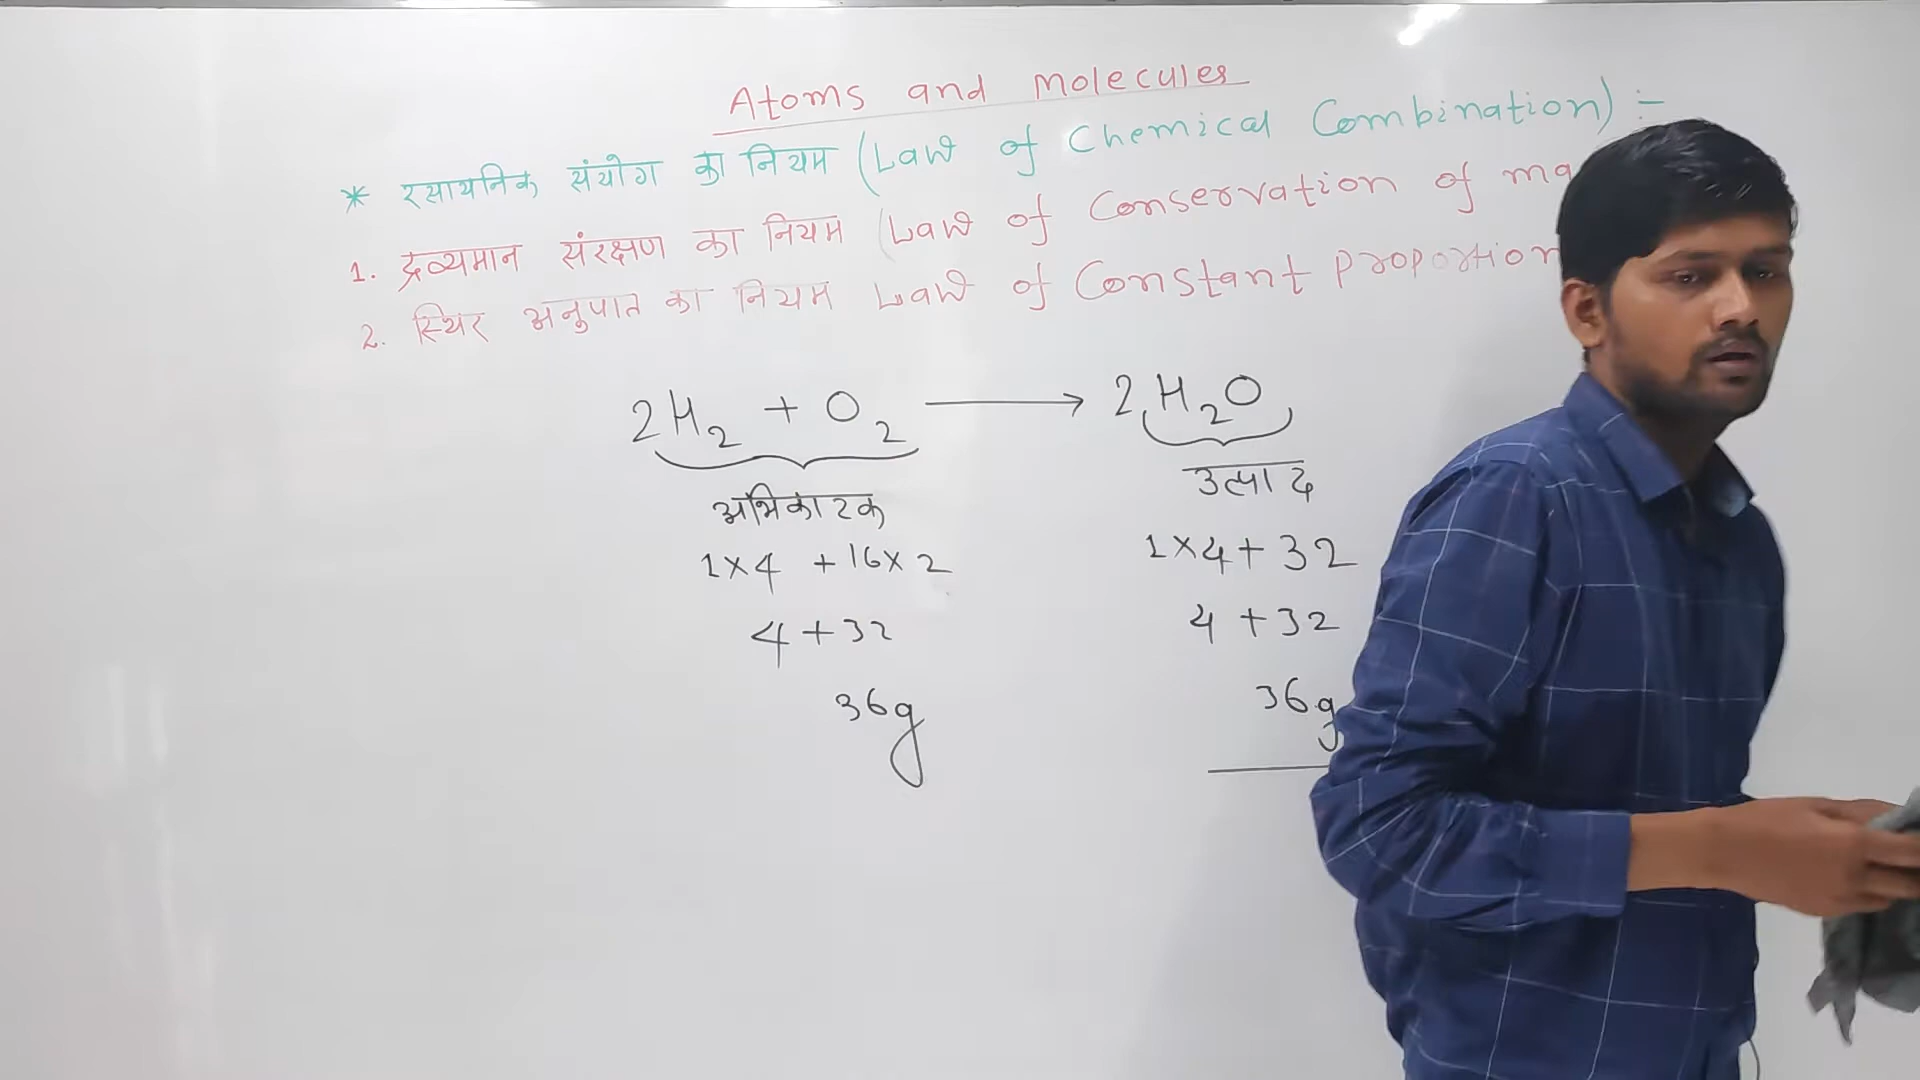 Atoms and Molecules
* रसायनिक संयोग का नियम (Law of Chemical Combination) :-
1. द्रव्यमान संरक्षण का नियम (Law of Conservation of ma
2. स्थिर अनुपात का नियम Law of Constant proportion
2H₂ + O₂ → 2H₂O
अभिकारक उत्पाद
1×4 +16×2 1×4+32
4+32 4+32
36g 36g